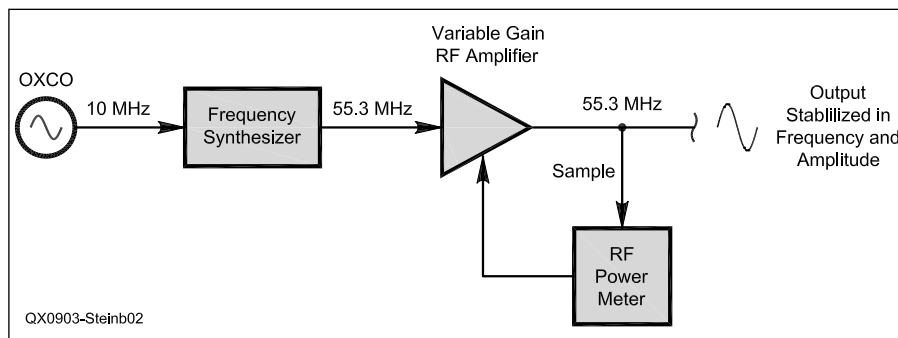 Variable Gain
RF Amplifier
OXCO
10 MHz
Frequency
Synthesizer
55.3 MHz
55.3 MHz
Output
Stablilized in
Frequency and
Amplitude
Sample
RF
Power
Meter
QX0903-Steinb02